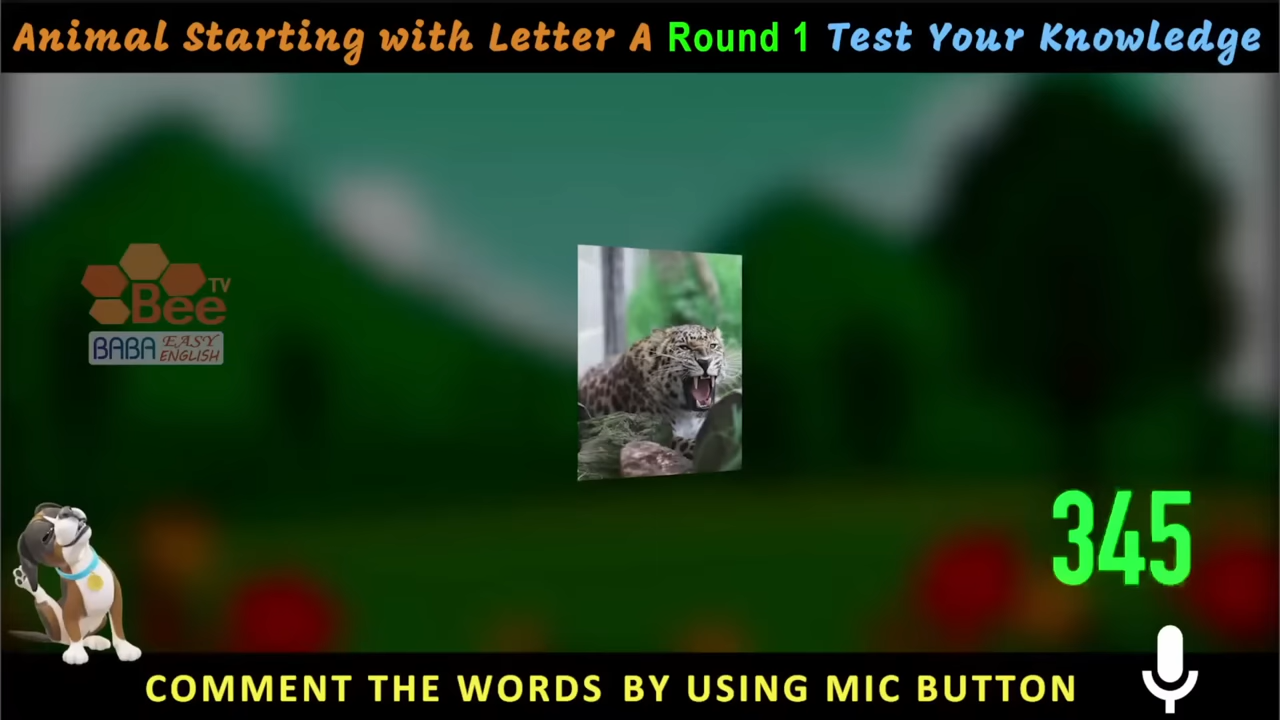 Animal Starting with Letter A Round 1 Test Your Knowledge
Bee TV
BABA EASY ENGLISH
345
COMMENT THE WORDS BY USING MIC BUTTON